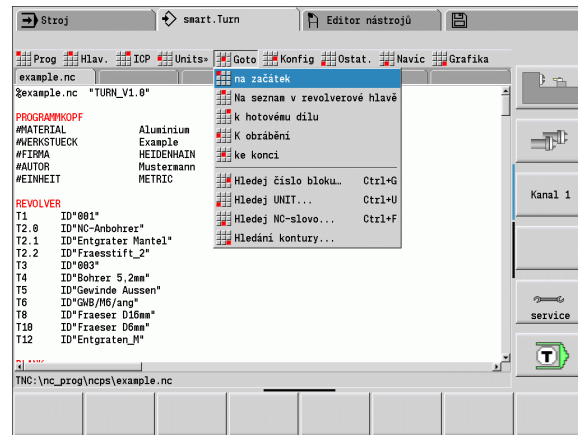 Stroj smart.Turn Editor nástrojů
Prog Hlav. ICP Units» Goto Konfig Ostat. Navic Grafika
example.nc
%example.nc "TURN_V1.0"
PROGRAMMKOPF
#MATERIAL Aluminium
#WERKSTUECK Example
#FIRMA HEIDENHAIN
#AUTOR Mustermann
#EINHEIT METRIC
REVOLVER
T1 ID"001"
T2.0 ID"NC-Anbohrer"
T2.1 ID"Entgrater Mantel"
T2.2 ID"Fraesstift_2"
T3 ID"003"
T4 ID"Bohrer 5,2mm"
T5 ID"Gewinde Aussen"
T6 ID"GWB/M6/ang"
T8 ID"Fraeser D16mm"
T10 ID"Fraeser D6mm"
T12 ID"Entgraten_M"
na začátek
Na seznam v revolverové hlavě
k hotovému dílu
K obrábění
ke konci
Hledej číslo bloku… Ctrl+G
Hledej UNIT... Ctrl+U
Hledej NC-slovo... Ctrl+F
Hledání kontury...
TNC:\nc_prog\ncps\example.nc
Kanal 1
service
T